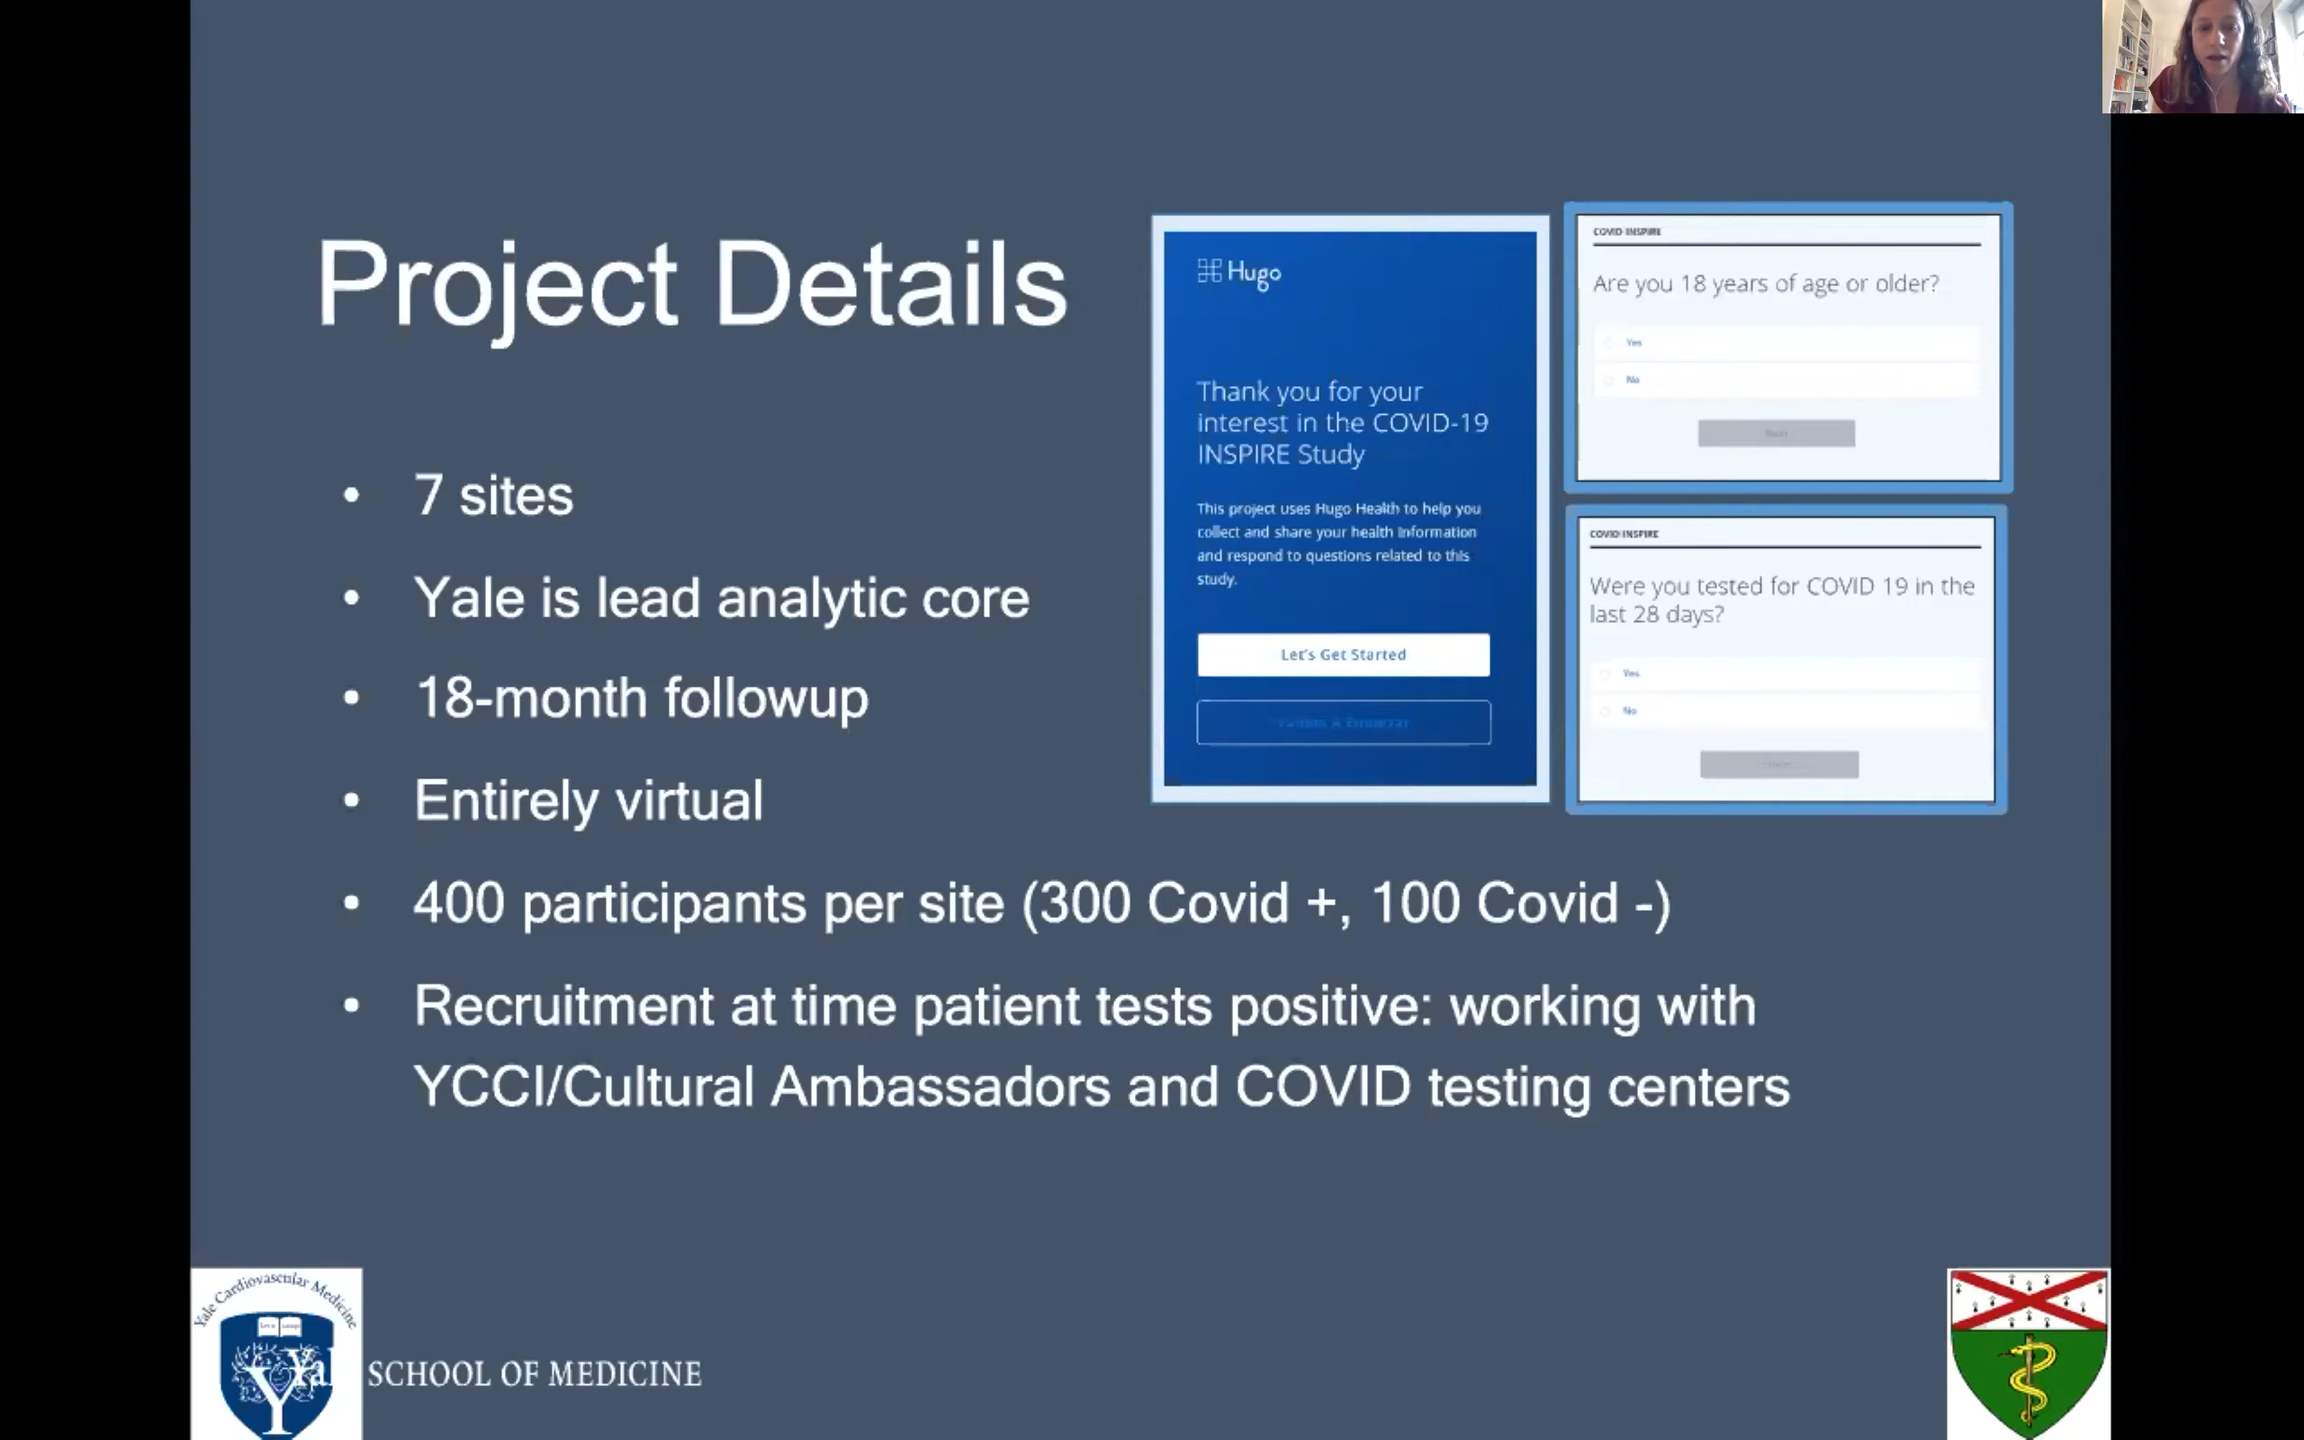 Project Details
• 7 sites
• Yale is lead analytic core
• 18-month followup
• Entirely virtual
• 400 participants per site (300 Covid +, 100 Covid -)
• Recruitment at time patient tests positive: working with
YCCI/Cultural Ambassadors and COVID testing centers
Hugo
Thank you for your
interest in the COVID-19
INSPIRE Study
This project uses Hugo Health to help you
collect and share your health information
and respond to questions related to this
study.
Let's Get Started
COVID INSPIRE
Are you 18 years of age or older?
Yes
No
COVID INSPIRE
Were you tested for COVID 19 in the
last 28 days?
Yes
No
Yale Cardiovascular Medicine
Y
SCHOOL OF MEDICINE